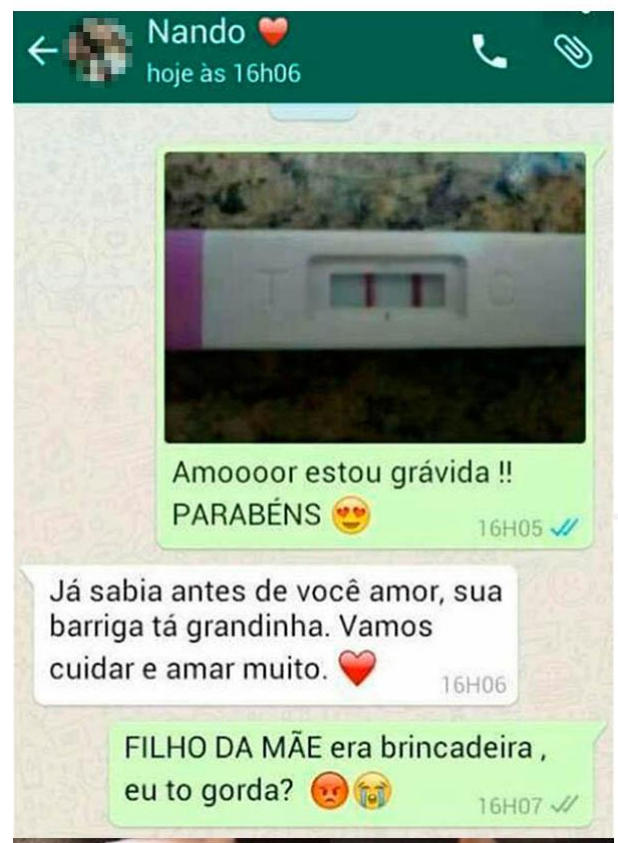 Nando ❤️
hoje às 16h06
T C
Amoooor estou grávida !!
PARABÉNS 😍
16H05
Já sabia antes de você amor, sua
barriga tá grandinha. Vamos
cuidar e amar muito. ❤️
16H06
FILHO DA MÃE era brincadeira ,
eu to gorda? 😡😭
16H07